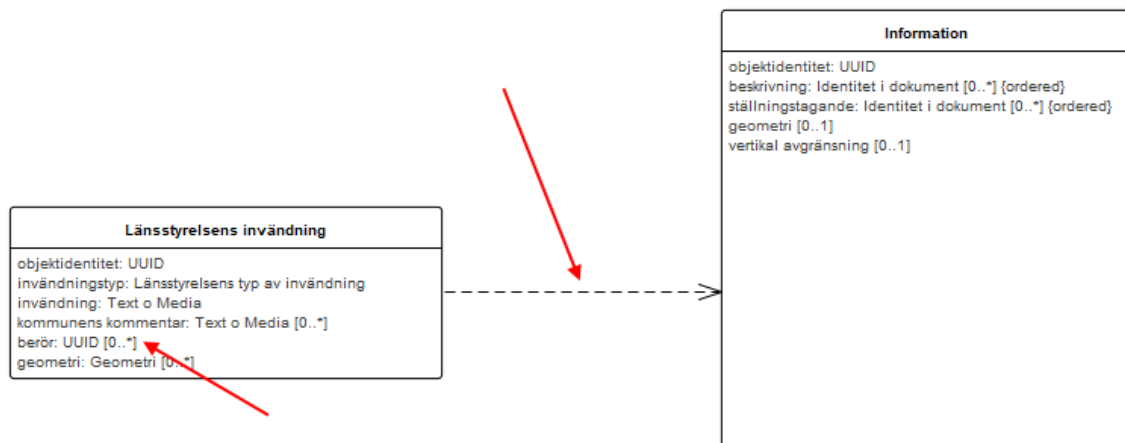 Information
objektidentitet: UUID
beskrivning: Identitet i dokument [0..*] {ordered}
ställningstagande: Identitet i dokument [0..*] {ordered}
geometri [0..1]
vertikal avgränsning [0..1]
Länsstyrelsens invändning
objektidentitet: UUID
invändningstyp: Länsstyrelsens typ av invändning
invändning: Text o Media
kommunens kommentar: Text o Media [0..*]
berör: UUID [0..*]
geometri: Geometri [0..*]